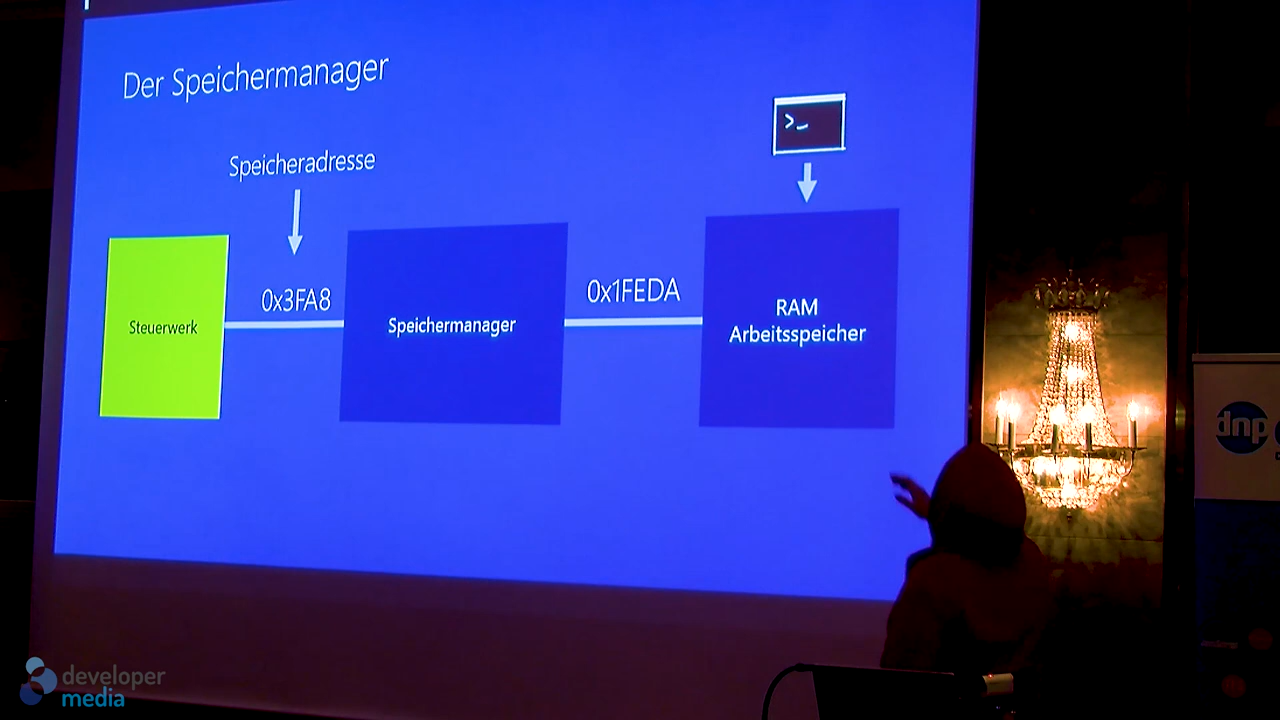 Der Speichermanager
>_
Speicheradresse
Steuerwerk
0x3FA8
Speichermanager
0x1FEDA
RAM
Arbeitsspeicher
dnp
developer
media